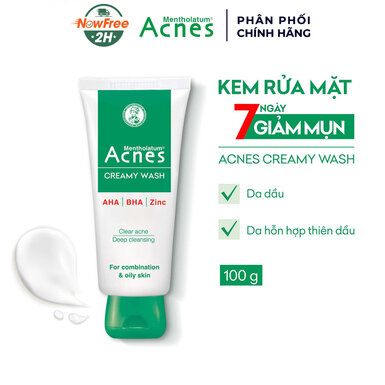 NowFree
2H
Mentholatum®
Acnes
PHÂN PHỐI
CHÍNH HÃNG
KEM RỬA MẶT
7 NGÀY
GIẢM MỤN
ACNES CREAMY WASH
Da dầu
Da hỗn hợp thiên dầu
100 g
Mentholatum®
Acnes
CREAMY WASH
AHA | BHA | Zinc
Clear acne
Deep cleansing
For combination
& oily skin